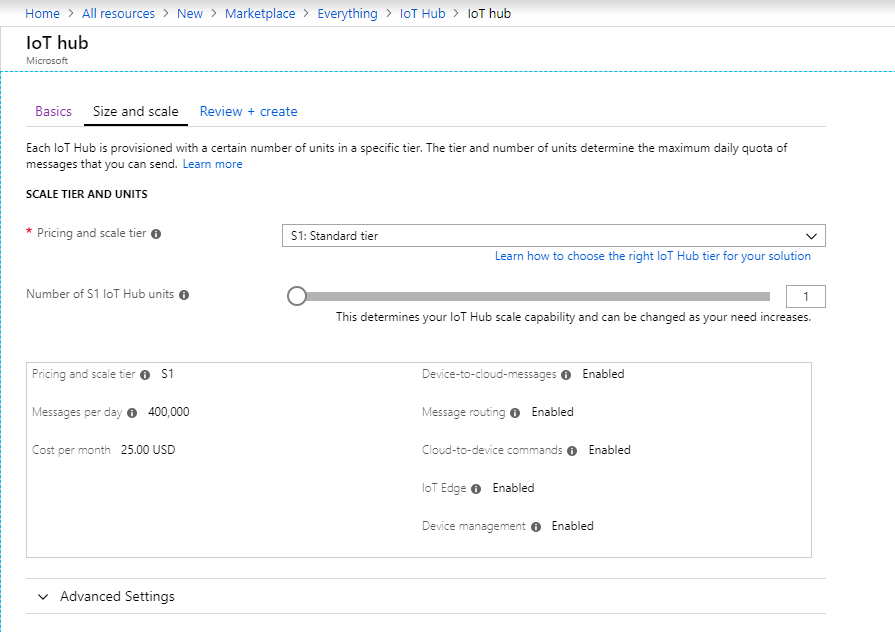 Home > All resources > New > Marketplace > Everything > IoT Hub > IoT hub
IoT hub
Microsoft
Basics Size and scale Review + create
Each IoT Hub is provisioned with a certain number of units in a specific tier. The tier and number of units determine the maximum daily quota of
messages that you can send. Learn more
SCALE TIER AND UNITS
* Pricing and scale tier S1: Standard tier
Learn how to choose the right IoT Hub tier for your solution
Number of S1 IoT Hub units 1
This determines your IoT Hub scale capability and can be changed as your need increases.
Pricing and scale tier S1
Messages per day 400,000
Cost per month 25.00 USD
Device-to-cloud-messages Enabled
Message routing Enabled
Cloud-to-device commands Enabled
IoT Edge Enabled
Device management Enabled
Advanced Settings